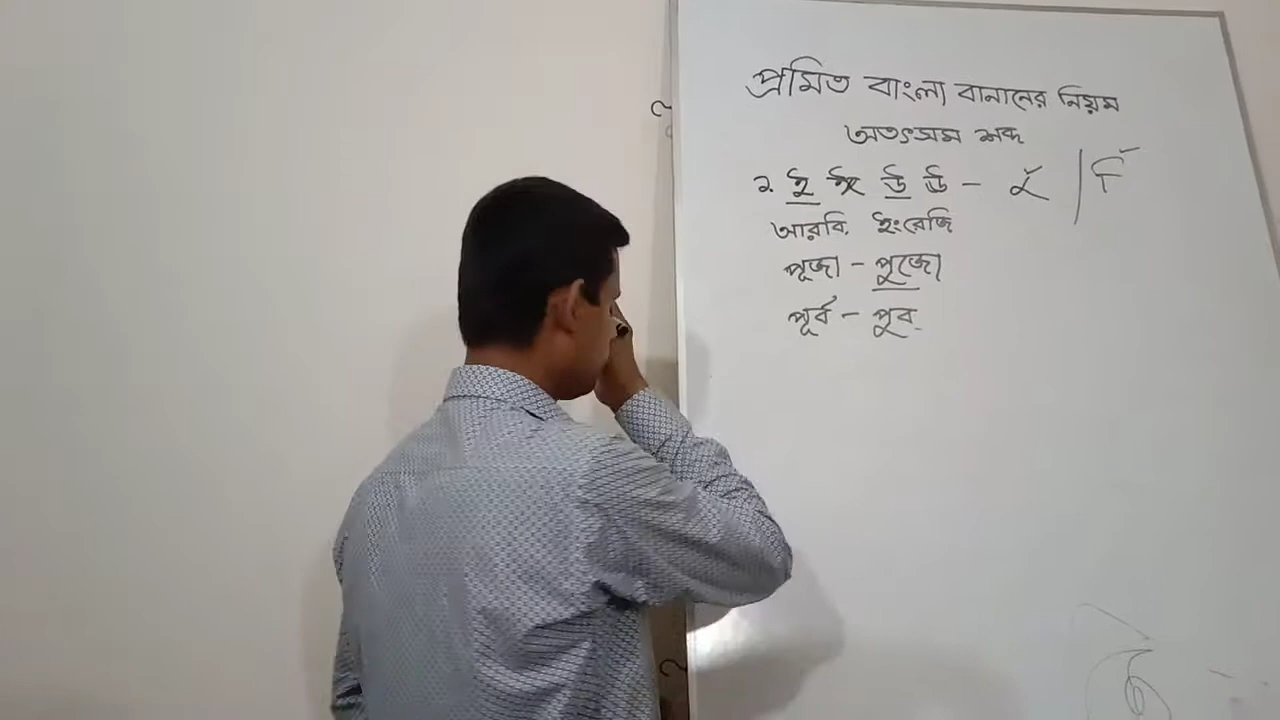 প্রমিত বাংলা বানানের নিয়ম
অতৎসম শব্দ
২. ই ঈ উ ঊ -
আরবি, ইংরেজি
পূজা - পুজো
পূর্ব - পুব